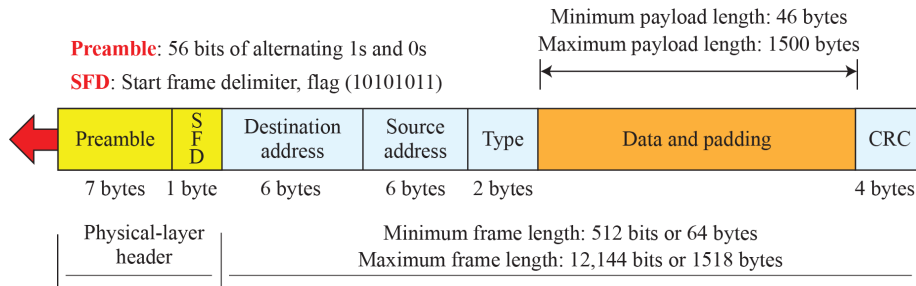 Minimum payload length: 46 bytes
Maximum payload length: 1500 bytes
Preamble: 56 bits of alternating 1s and 0s
SFD: Start frame delimiter, flag (10101011)
Preamble
S
F
D
Destination
address
Source
address
Type
Data and padding
CRC
7 bytes
1 byte
6 bytes
6 bytes
2 bytes
4 bytes
Physical-layer
header
Minimum frame length: 512 bits or 64 bytes
Maximum frame length: 12,144 bits or 1518 bytes